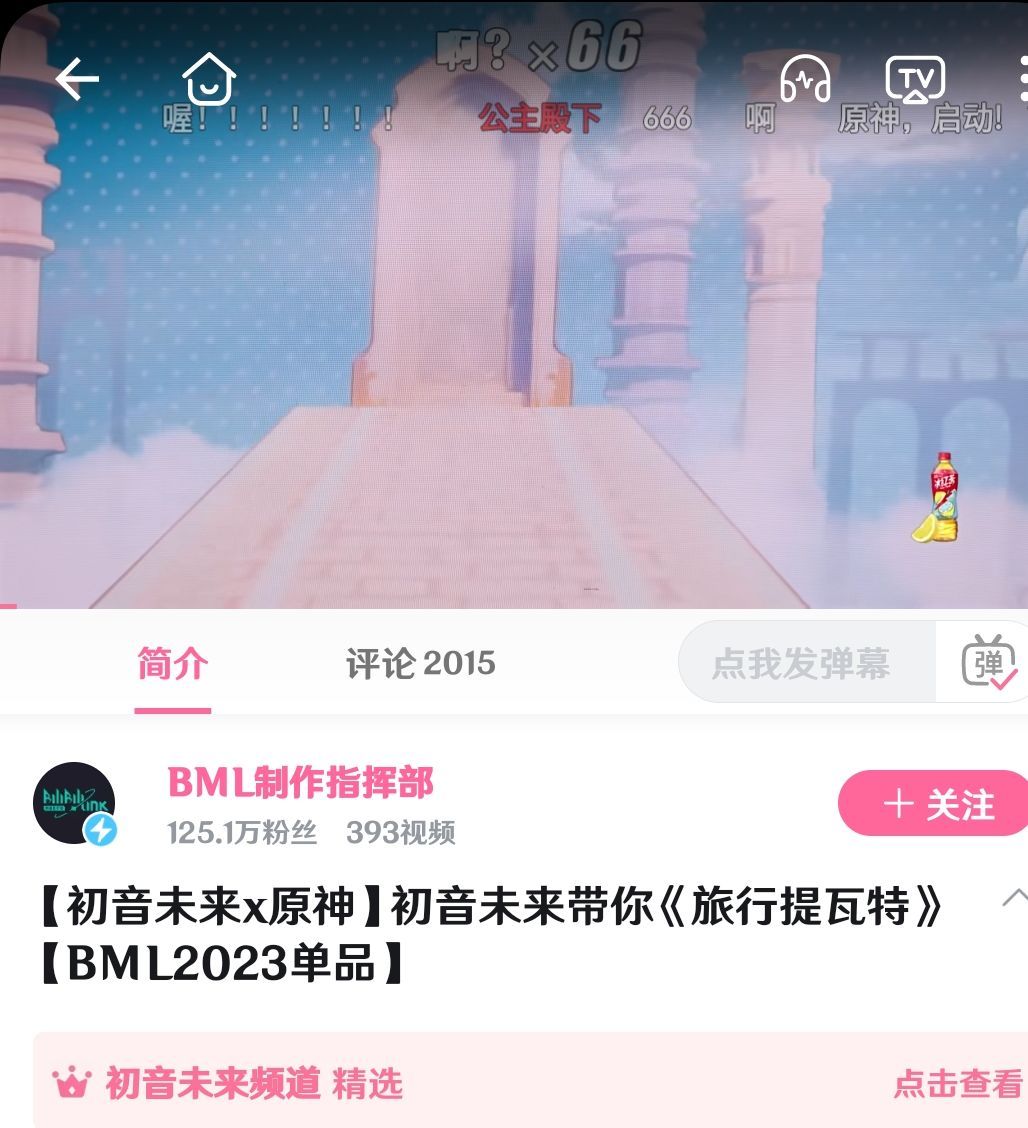 啊？×66
喔！！！！！！！ 公主殿下 666 啊 原神，启动!
TV
冰红茶
简介 评论 2015 点我发弹幕 弹
BML制作指挥部
125.1万粉丝 393视频
+ 关注
【初音未来x原神】初音未来带你《旅行提瓦特》
【BML2023单品】
初音未来频道 精选 点击查看